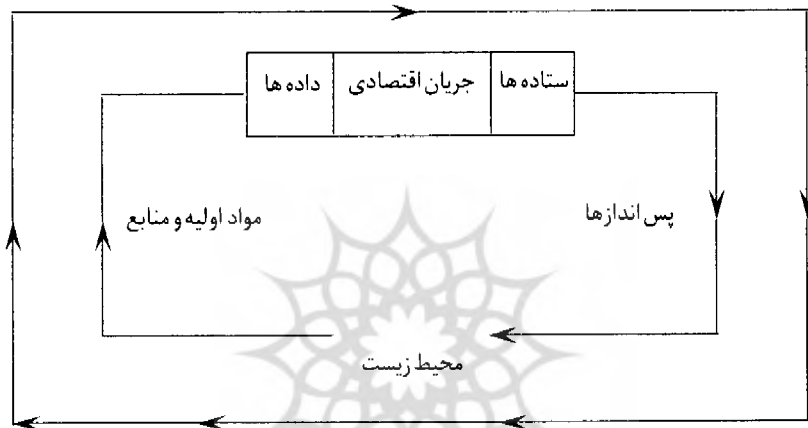 ستاده ها جریان اقتصادی داده ها
پس اندازها
مواد اولیه و منابع
محیط زیست